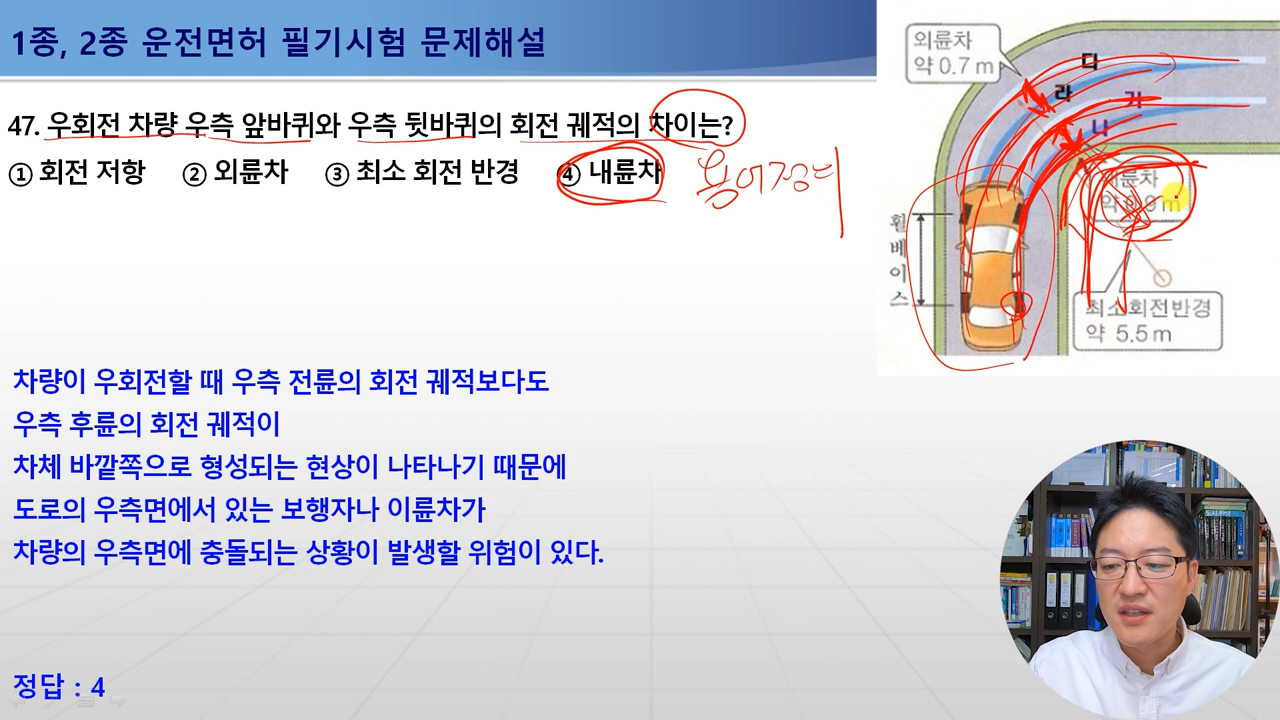 1종, 2종 운전면허 필기시험 문제해설
47. 우회전 차량 우측 앞바퀴와 우측 뒷바퀴의 회전 궤적의 차이는?
① 회전 저항 ② 외륜차 ③ 최소 회전 반경 ④ 내륜차
용어정의
외륜차
약 0.7 m
다
라
가
나
륜차
휠베이스
최소회전반경
약 5.5 m
차량이 우회전할 때 우측 전륜의 회전 궤적보다도
우측 후륜의 회전 궤적이
차체 바깥쪽으로 형성되는 현상이 나타나기 때문에
도로의 우측면에서 있는 보행자나 이륜차가
차량의 우측면에 충돌되는 상황이 발생할 위험이 있다.
정답 : 4